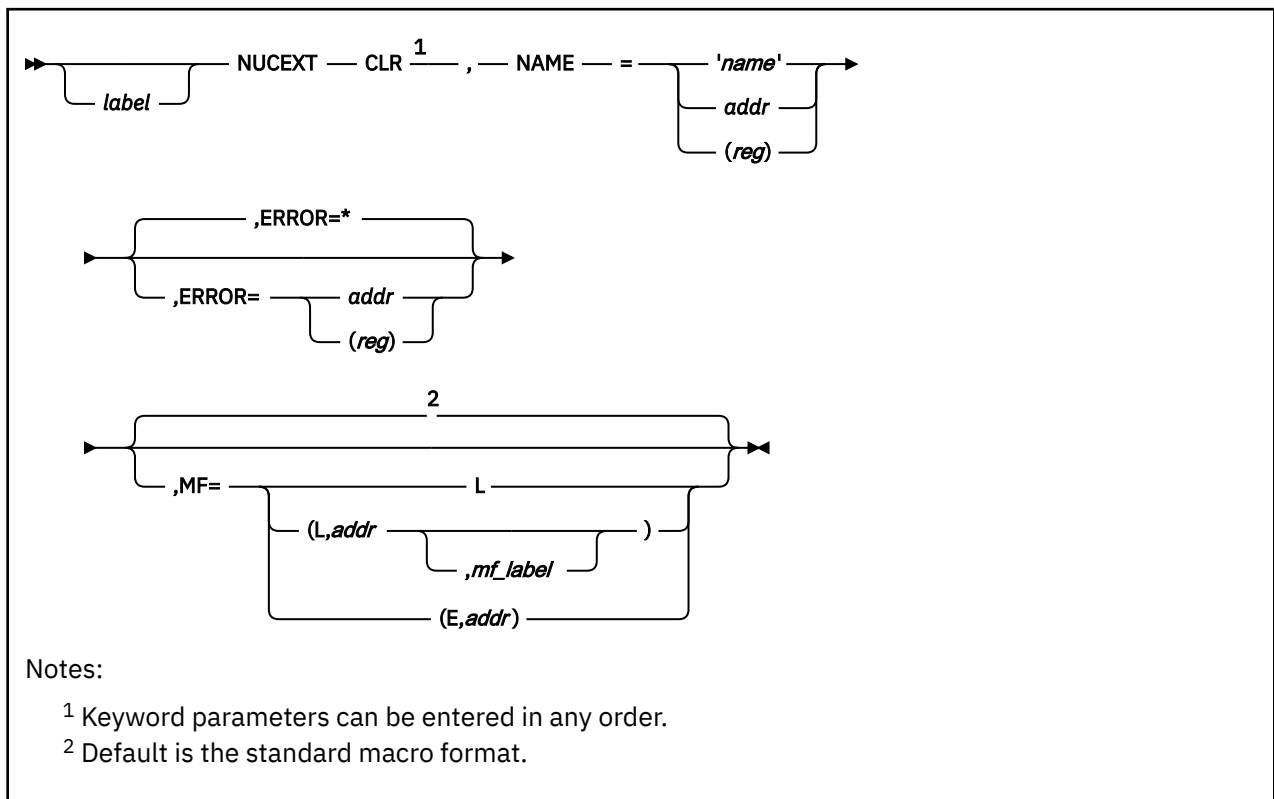 1
NUCEXT CLR , NAME = 'name'
label addr
(reg)
,ERROR=*
,ERROR= addr
(reg)
2
,MF= L
(L,addr )
,mf_label
(E,addr)
Notes:
1 Keyword parameters can be entered in any order.
2 Default is the standard macro format.